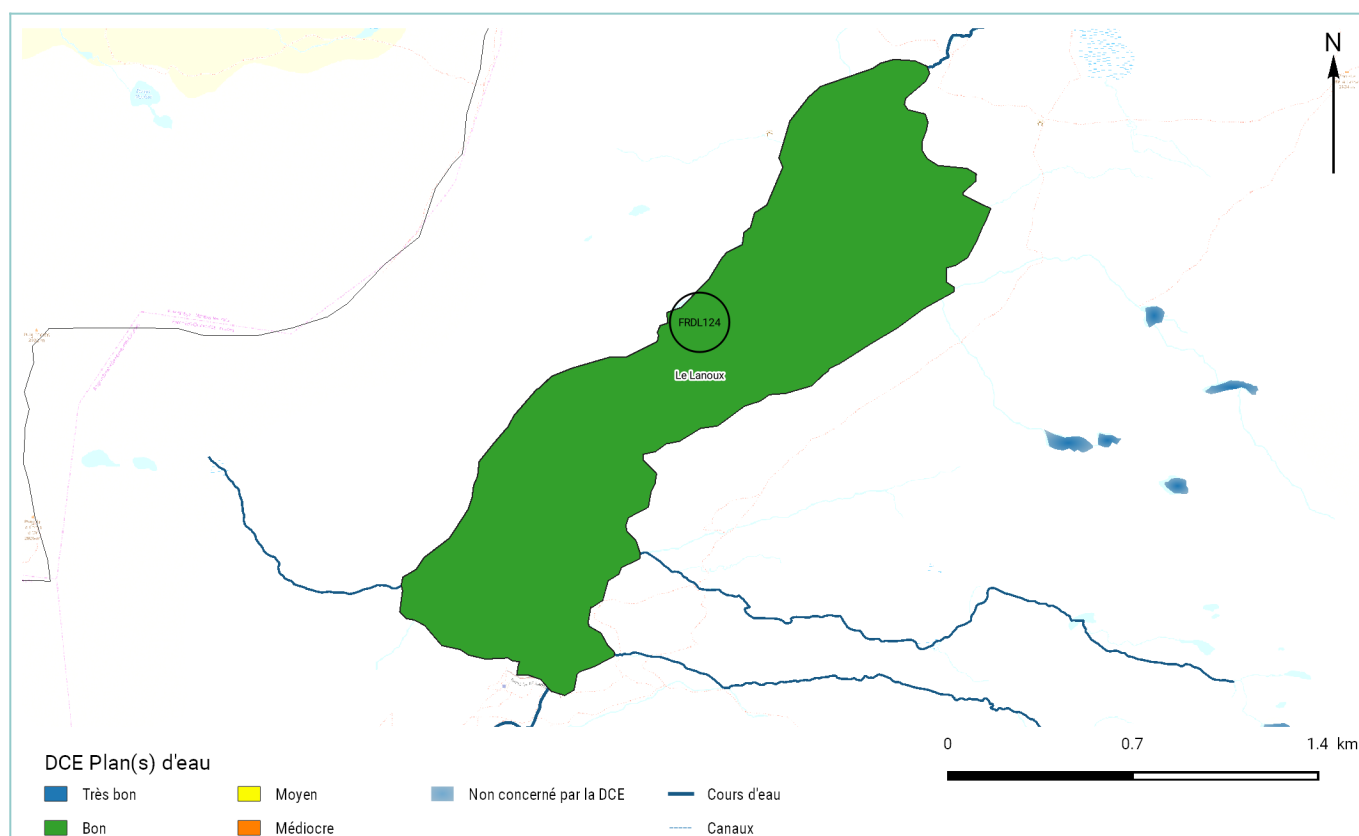 N
FRDL124
Le Lanoux
DCE Plan(s) d'eau
Très bon
Moyen
Non concerné par la DCE
Cours d'eau
Bon
Médiocre
Canaux
0 0.7 1.4 km